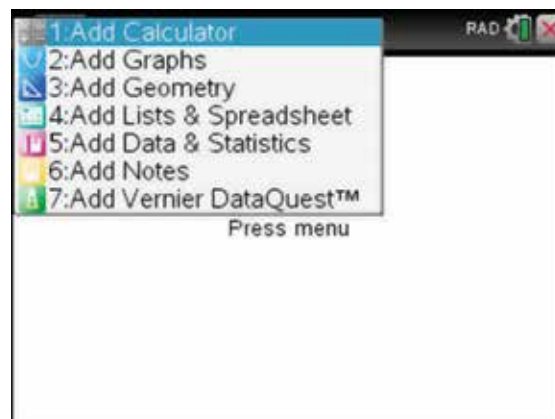 1:Add Calculator
RAD
2:Add Graphs
3:Add Geometry
4:Add Lists & Spreadsheet
5:Add Data & Statistics
6:Add Notes
7:Add Vernier DataQuest™
Press menu